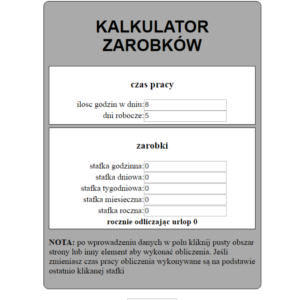 KALKULATOR
ZAROBKÓW
czas pracy
ilosc godzin w dniu: 8
dni robocze: 5
zarobki
stafka godzinna: 0
stafka dniowa: 0
stafka tygodniowa: 0
stafka miesieczna: 0
stafka roczna: 0
rocznie odliczając urlop 0
NOTA: po wprowadzeniu danych w polu kliknij pusty obszar
strony lub inny element aby wykonać obliczenia. Jeśli
zmieniasz czas pracy obliczenia wykonywane są na podstawie
ostatnio klikanej stafki